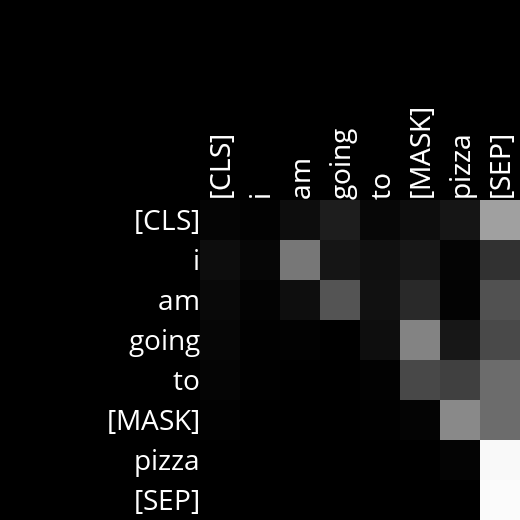 [CLS]
i
am
going
to
[MASK]
pizza
[SEP]
[CLS]
i
am
going
to
[MASK]
pizza
[SEP]